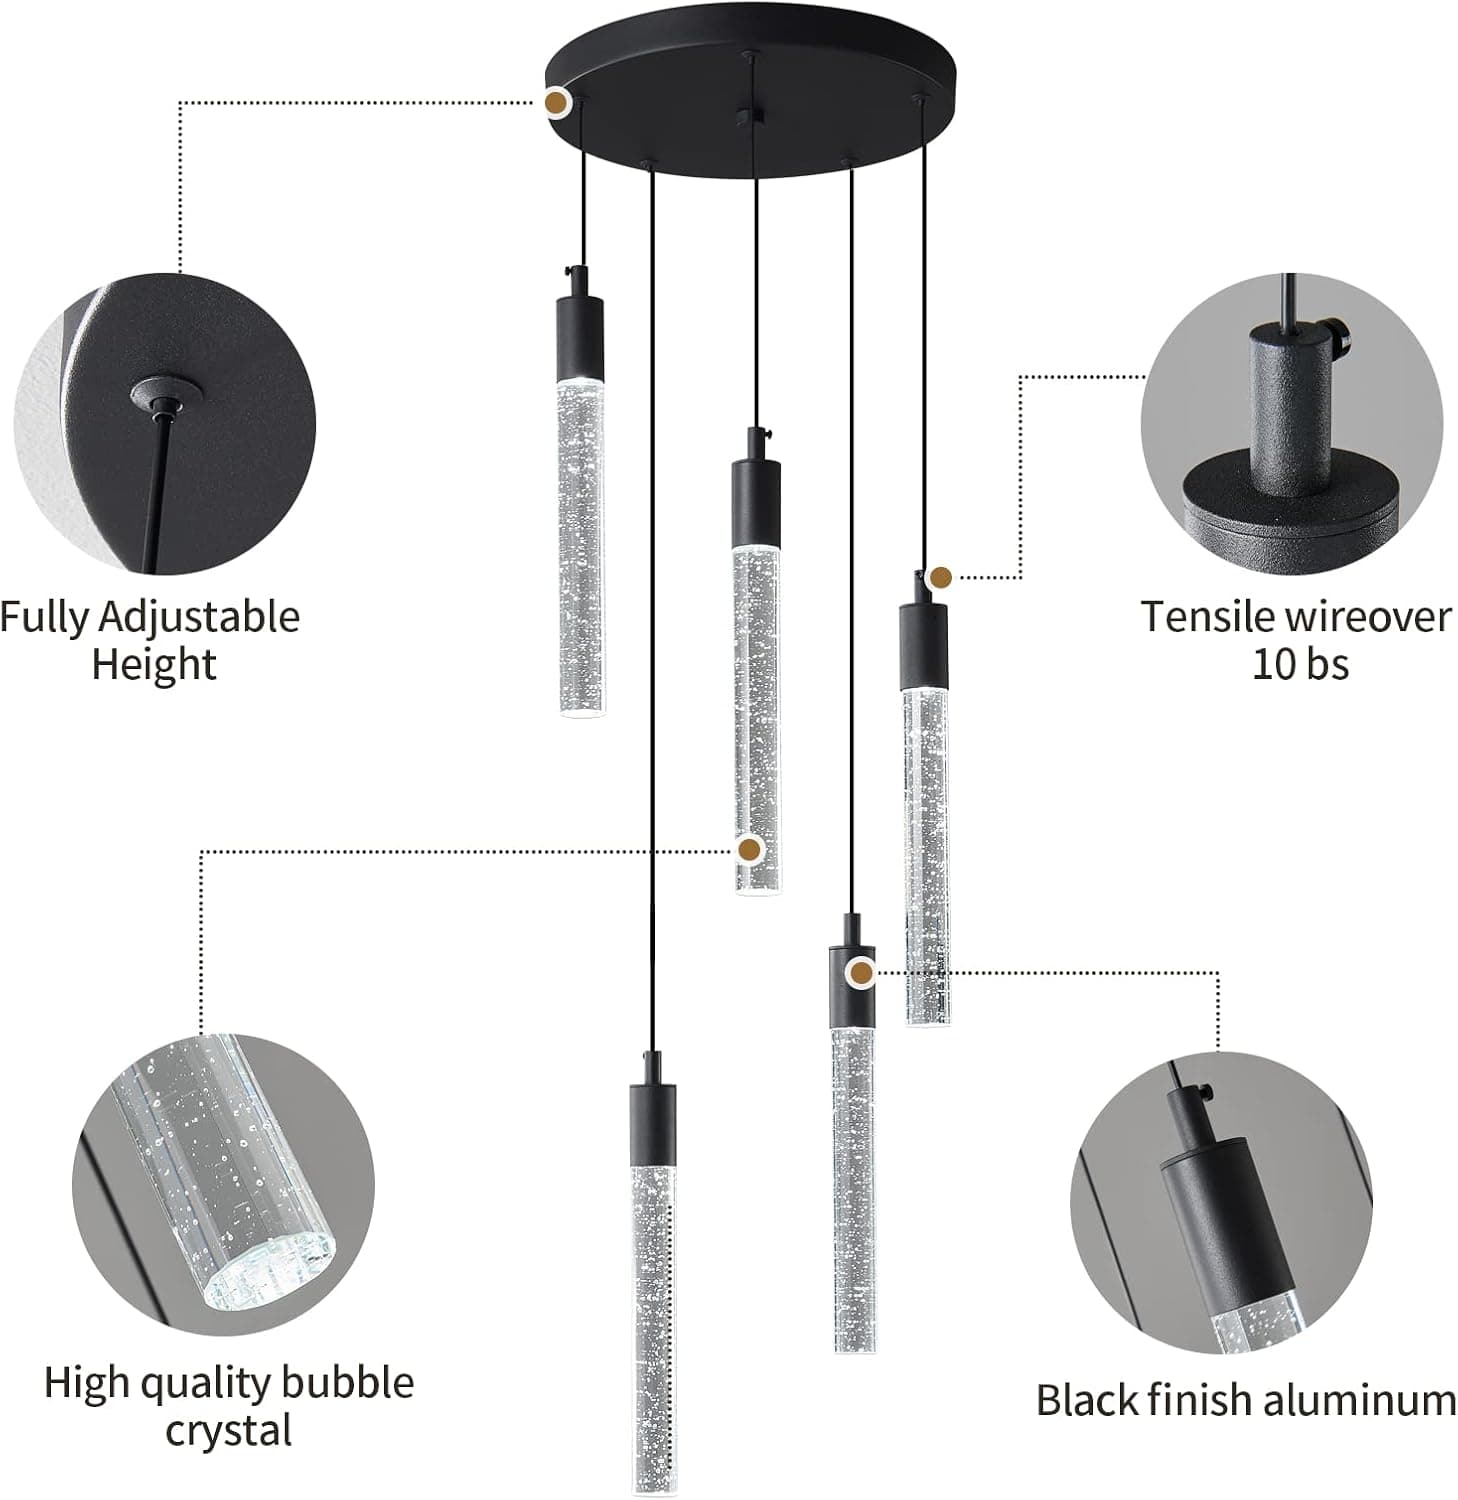 Fully Adjustable
Height
Tensile wireover
10 bs
High quality bubble
crystal
Black finish aluminum